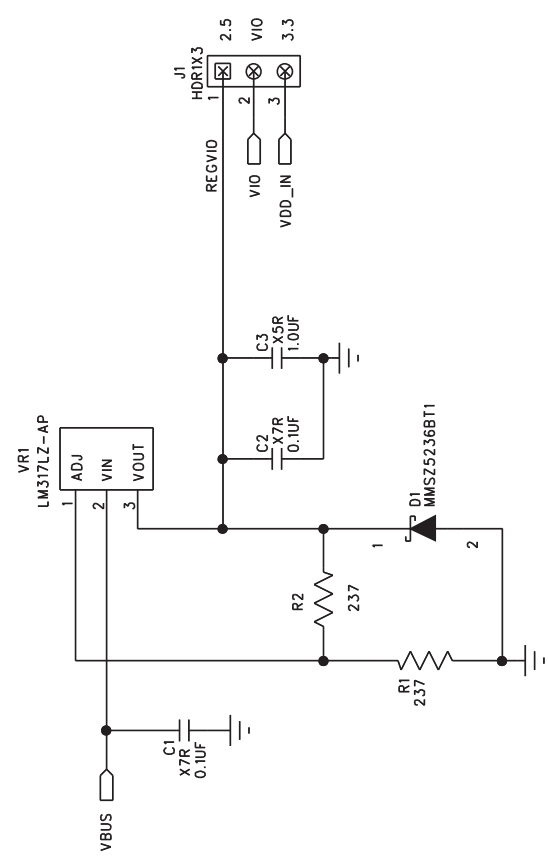 J1
HDR1X3
2.5
VIO
3.3
1
2
3
REGVIO
VIO
VDD_IN
C3
X5R
1.0UF
C2
X7R
0.1UF
VR1
LM317LZ-AP
ADJ
VIN
VOUT
1
2
3
D1
MMSZ5236BT1
1
2
R2
237
R1
237
C1
X7R
0.1UF
VBUS